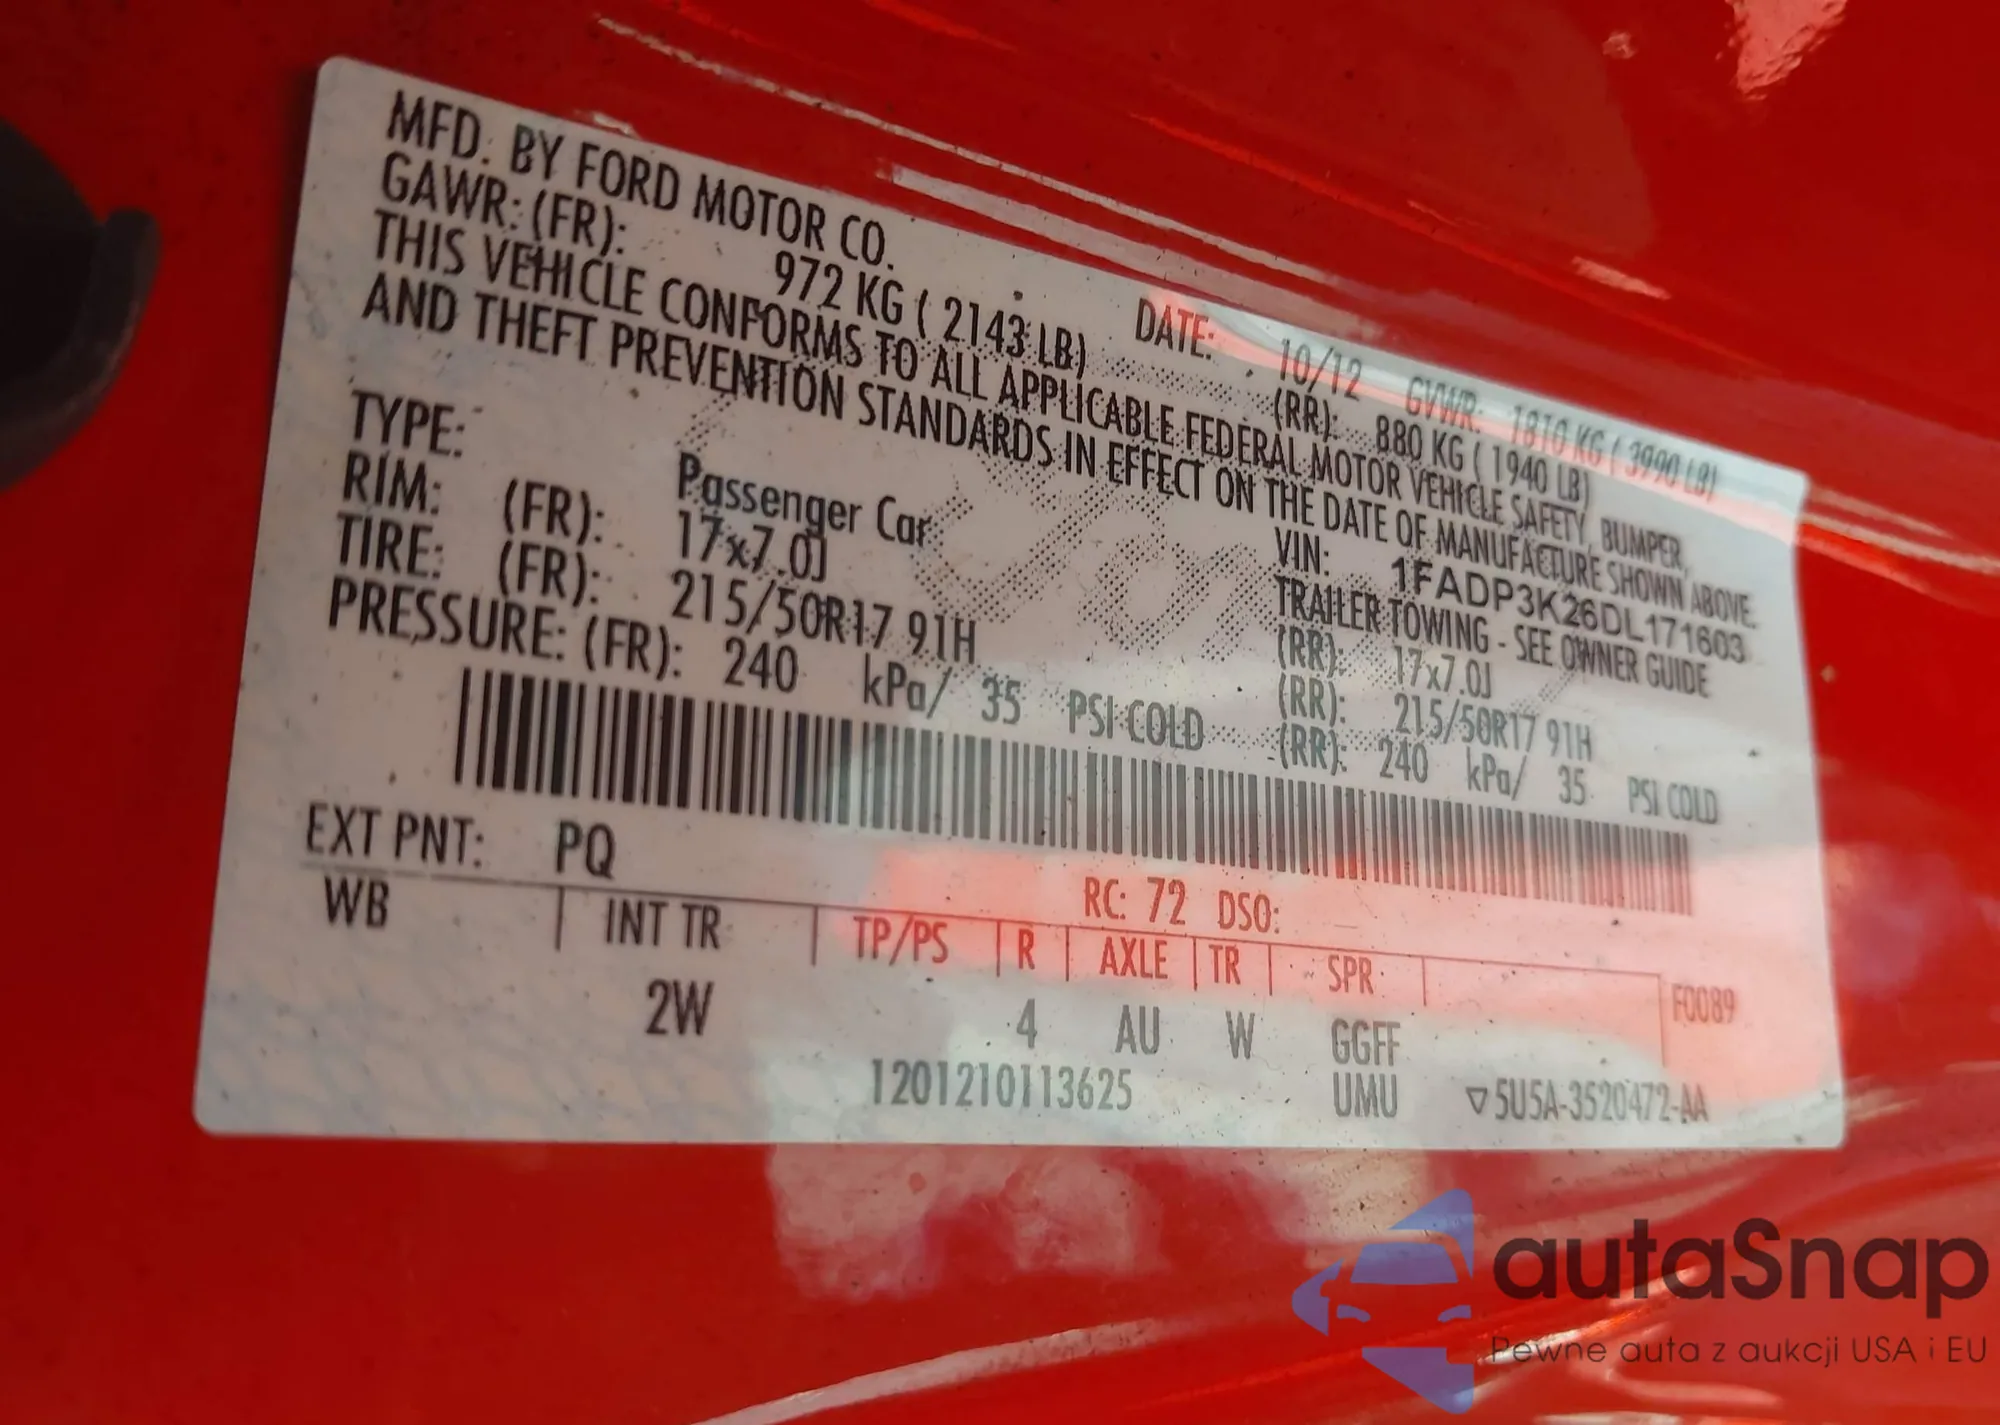 MFD. BY FORD MOTOR CO.
DATE: 10/12 GVWR: 1810 KG ( 3990 LB)
GAWR: (FR): 972 KG ( 2143 LB) (RR): 880 KG ( 1940 LB)
THIS VEHICLE CONFORMS TO ALL APPLICABLE FEDERAL MOTOR VEHICLE SAFETY, BUMPER,
AND THEFT PREVENTION STANDARDS IN EFFECT ON THE DATE OF MANUFACTURE SHOWN ABOVE.
VIN: 1FADP3K26DL171603
TYPE: Passenger Car TRAILER TOWING - SEE OWNER GUIDE
RIM: (FR): 17x7.0J (RR): 17x7.0J
TIRE: (FR): 215/50R17 91H (RR): 215/50R17 91H
PRESSURE: (FR): 240 kPa/ 35 PSI COLD (RR): 240 kPa/ 35 PSI COLD
EXT PNT: PQ RC: 72 DSO:
WB INT TR TP/PS R AXLE TR SPR F0089
2W 4 AU W GGFF
1201210113625 UMU ▽5U5A-3520472-AA
autaSnap
Pewne auta z aukcji USA i EU